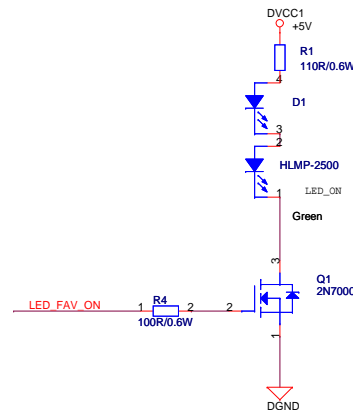 DVCC1
+5V
R1
110R/0.6W
4
D1
3
2
HLMP-2500
1
LED_ON
Green
3
Q1
2N7000
LED_FAV_ON
1
R4
2
2
100R/0.6W
1
DGND